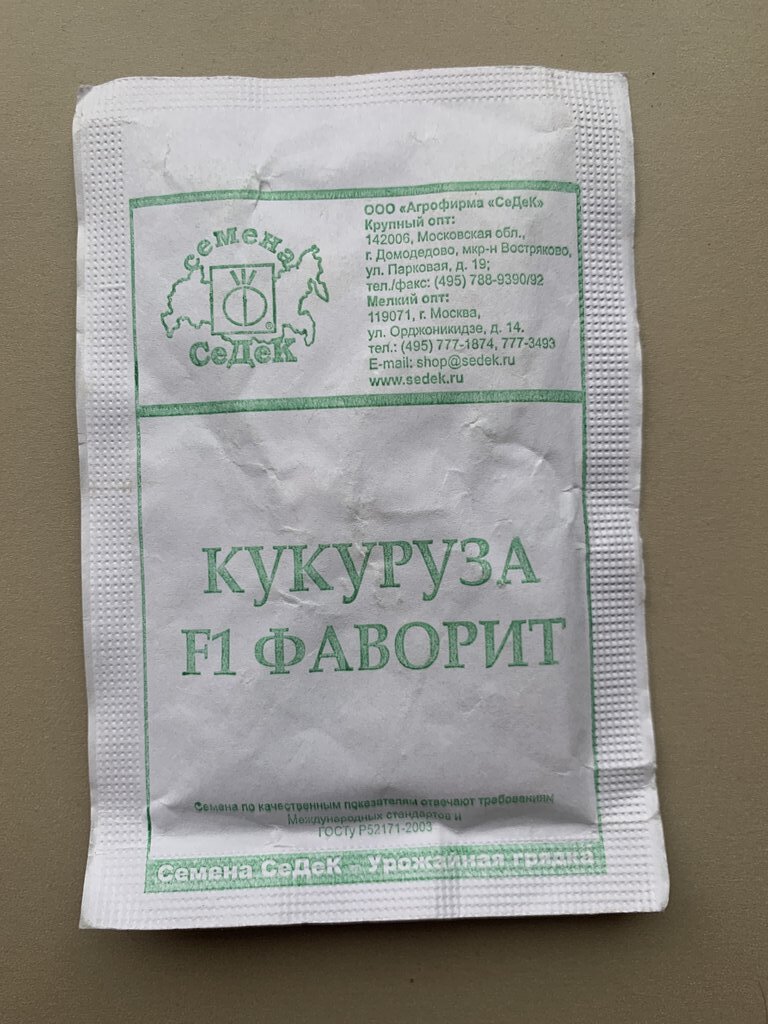 семена
СеДеК
ООО «Агрофирма «СеДеК»
Крупный опт:
142006, Московская обл.,
г. Домодедово, мкр-н Востряково,
ул. Парковая, д. 19;
тел./факс: (495) 788-9390/92
Мелкий опт:
119071, г. Москва,
ул. Орджоникидзе, д. 14.
тел.: (495) 777-1874, 777-3493
E-mail: shop@sedek.ru
www.sedek.ru
КУКУРУЗА
F1 ФАВОРИТ
Семена по качественным показателям отвечают требованиям
Международных стандартов и
ГОСТу Р52171-2003
Семена СеДеК - Урожайная грядка